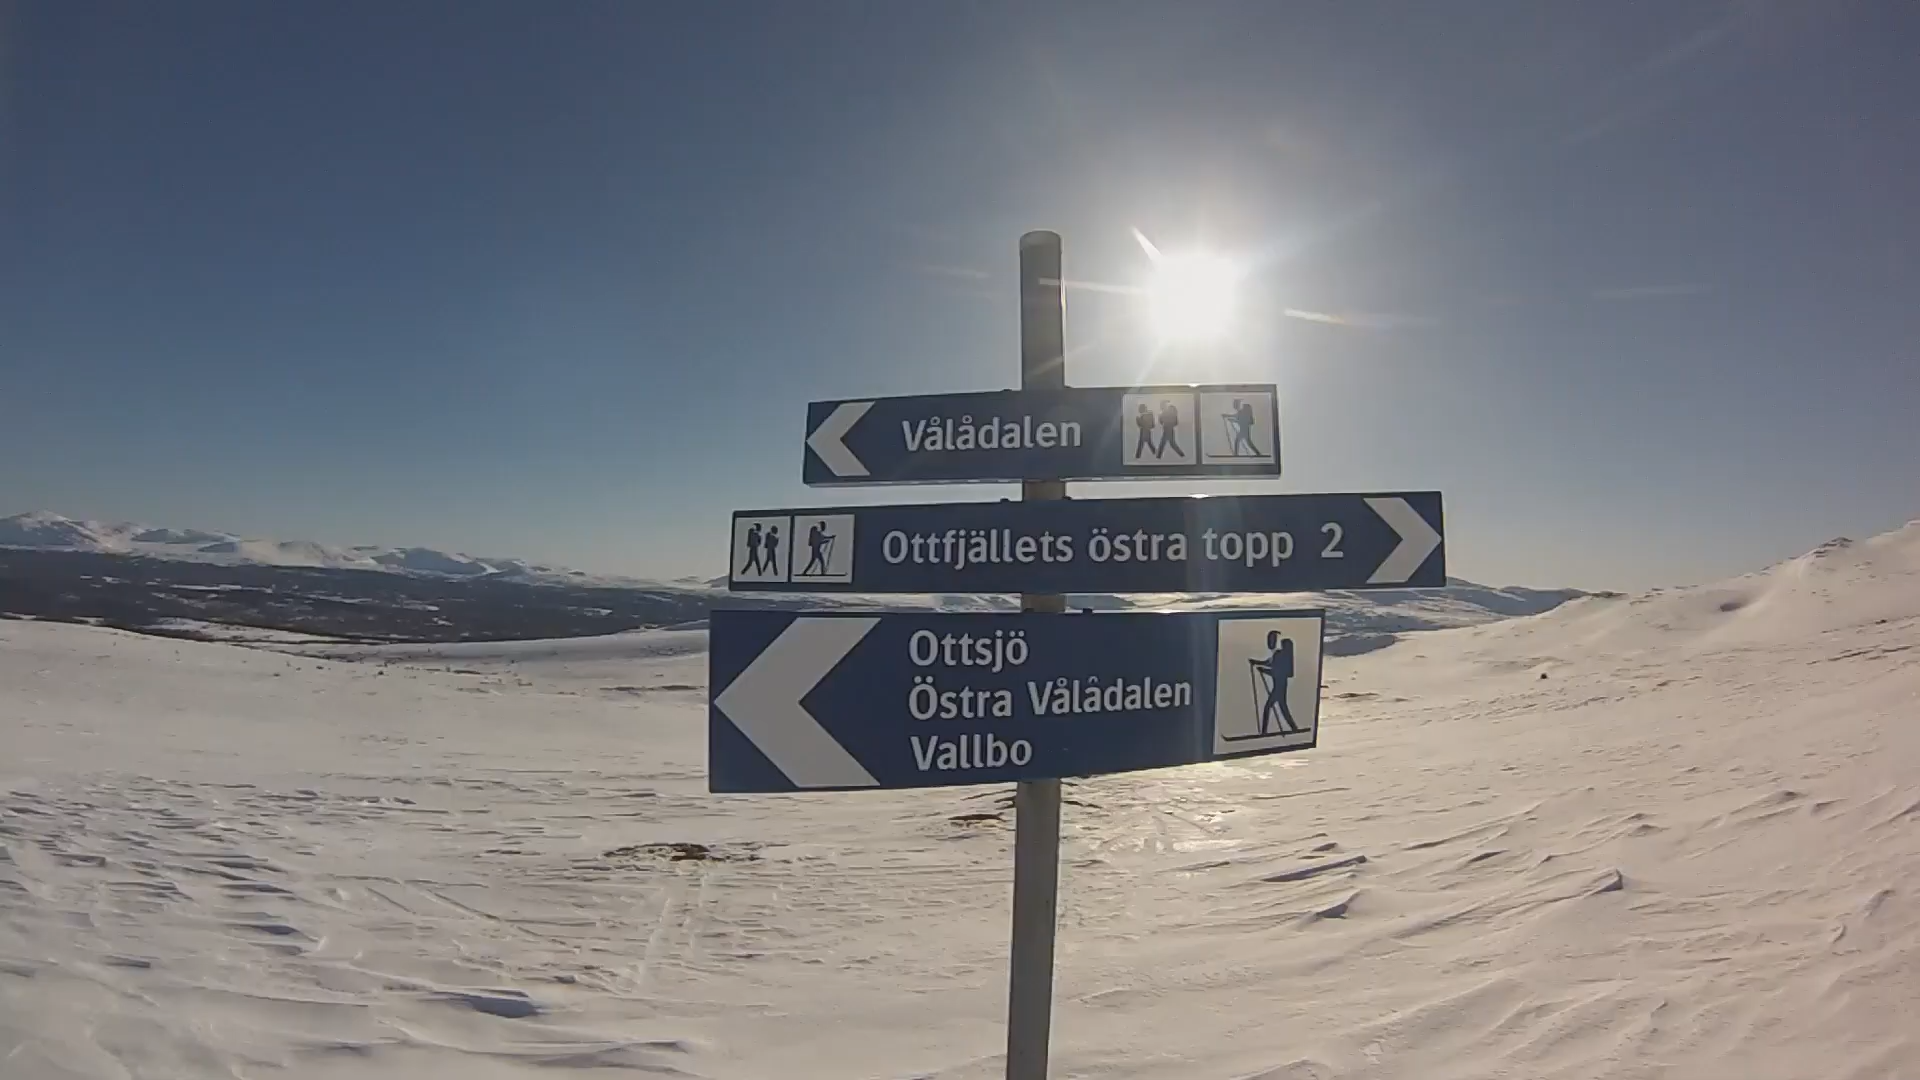 Vålådalen
Ottfjällets östra topp 2
Ottsjö
Östra Vålådalen
Vallbo